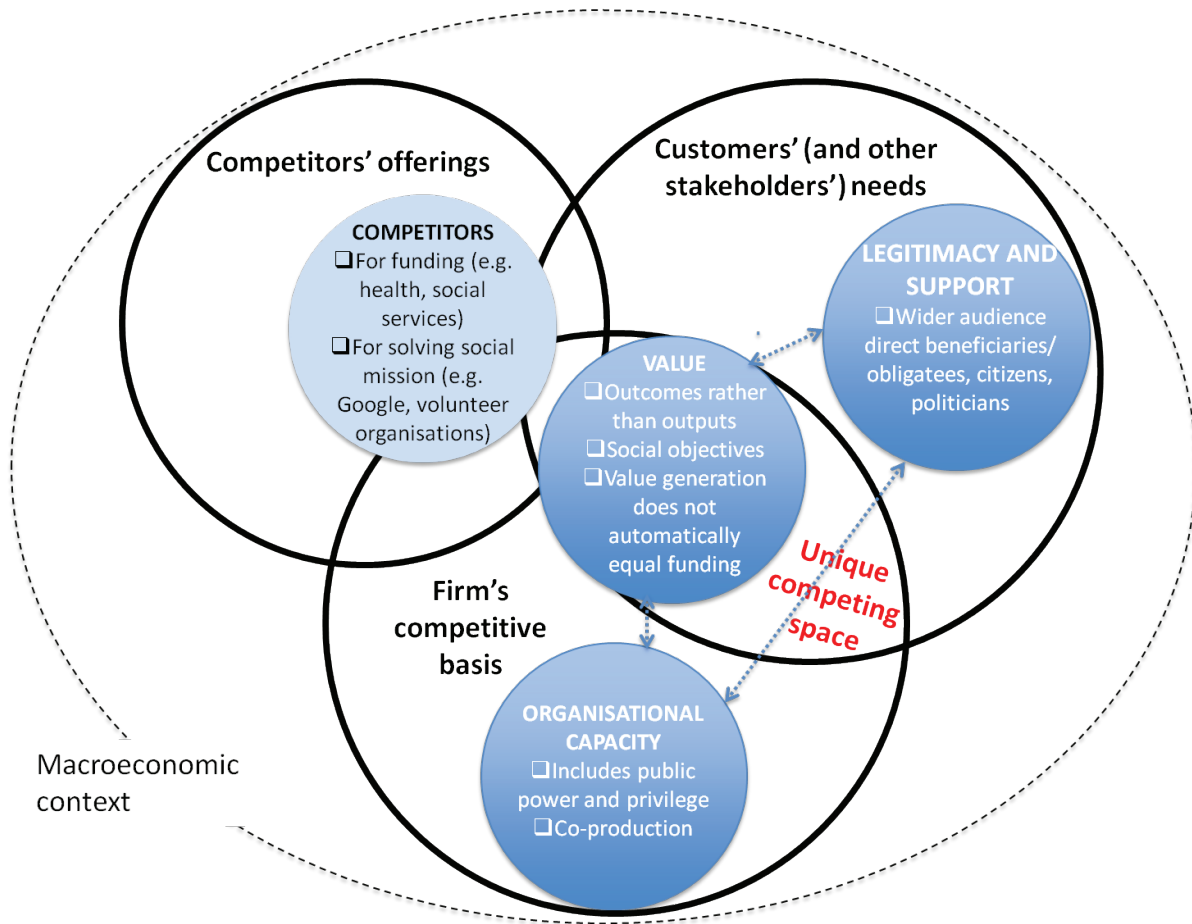 Competitors' offerings
Customers' (and other
stakeholders') needs
COMPETITORS
❑For funding (e.g.
health, social
services)
❑For solving social
mission (e.g.
Google, volunteer
organisations)
LEGITIMACY AND
SUPPORT
❑Wider audience
direct beneficiaries/
obligatees, citizens,
politicians
VALUE
❑Outcomes rather
than outputs
❑Social objectives
❑Value generation
does not
automatically
equal funding
Unique
competing
space
Firm's
competitive
basis
ORGANISATIONAL
CAPACITY
❑Includes public
power and privilege
❑Co-production
Macroeconomic
context